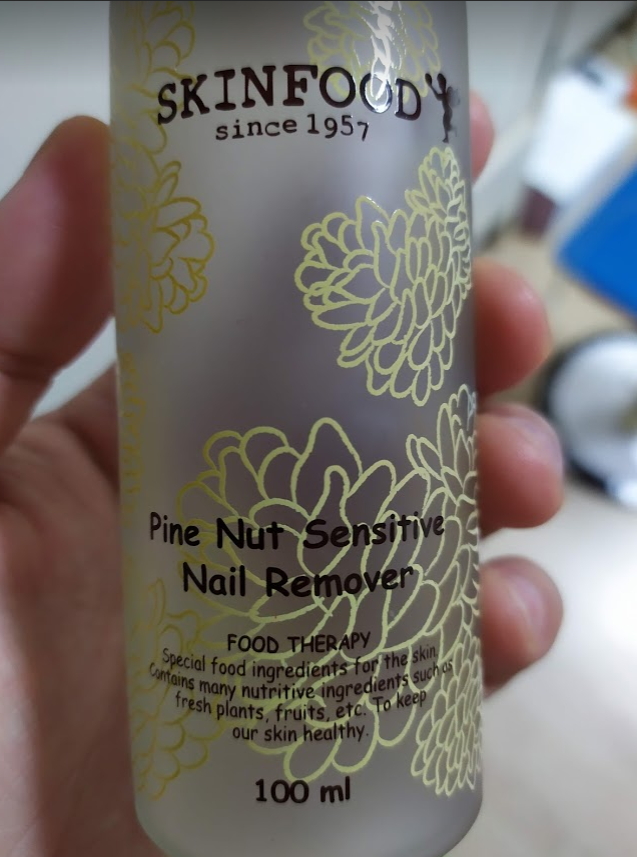 SKINFOOD
since 1957
Pine Nut Sensitive
Nail Remover
FOOD THERAPY
Special food ingredients for the skin.
Contains many nutritive ingredients such as
fresh plants, fruits, etc. To keep
our skin healthy.
100 ml